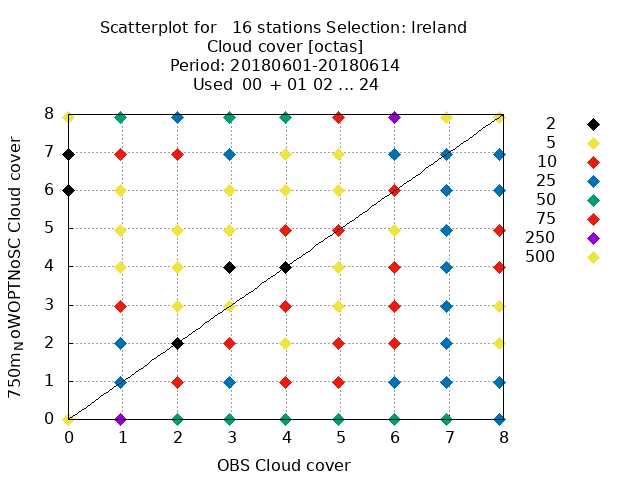 Scatterplot for   16 stations Selection: Ireland
Cloud cover [octas]
Period: 20180601-20180614
Used  00 + 01 02 ... 24
750m_NoWOPTNoSC Cloud cover
8
7
6
5
4
3
2
1
0
0 1 2 3 4 5 6 7 8
OBS Cloud cover
2
5
10
25
50
75
250
500